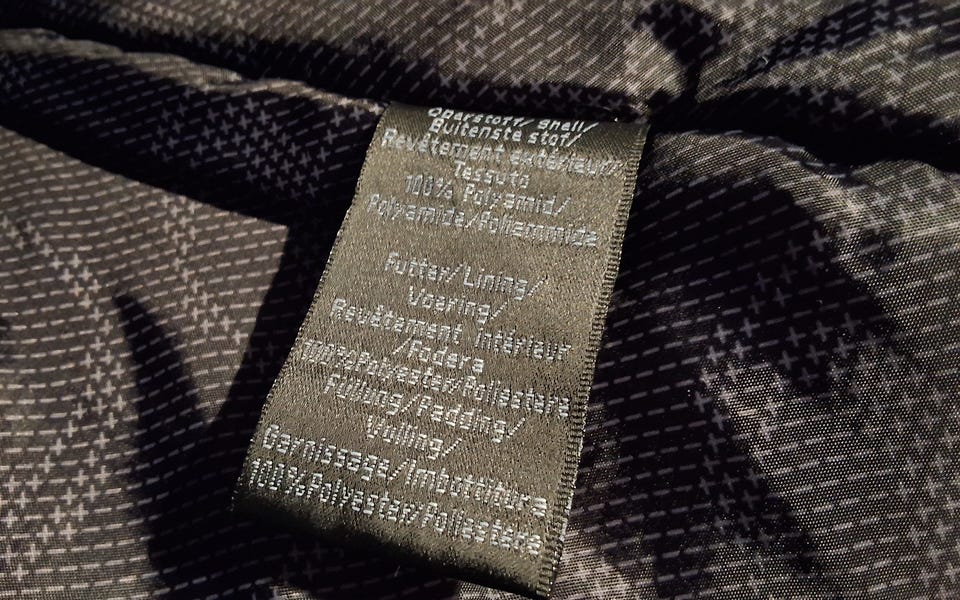 Oberstoff/ Shell/
Buitenste stof/
Revêtement extérieur/
Tessuto
100% Polyamid/
Polyamide/Poliammide
Futter/Lining/
Voering/
Revêtement intérieur
/Fodera
100%Polyester/Poliestere
Füllung/Padding/
Vulling/
Garnissage/Imbottitura
100%Polyester/Poliestere